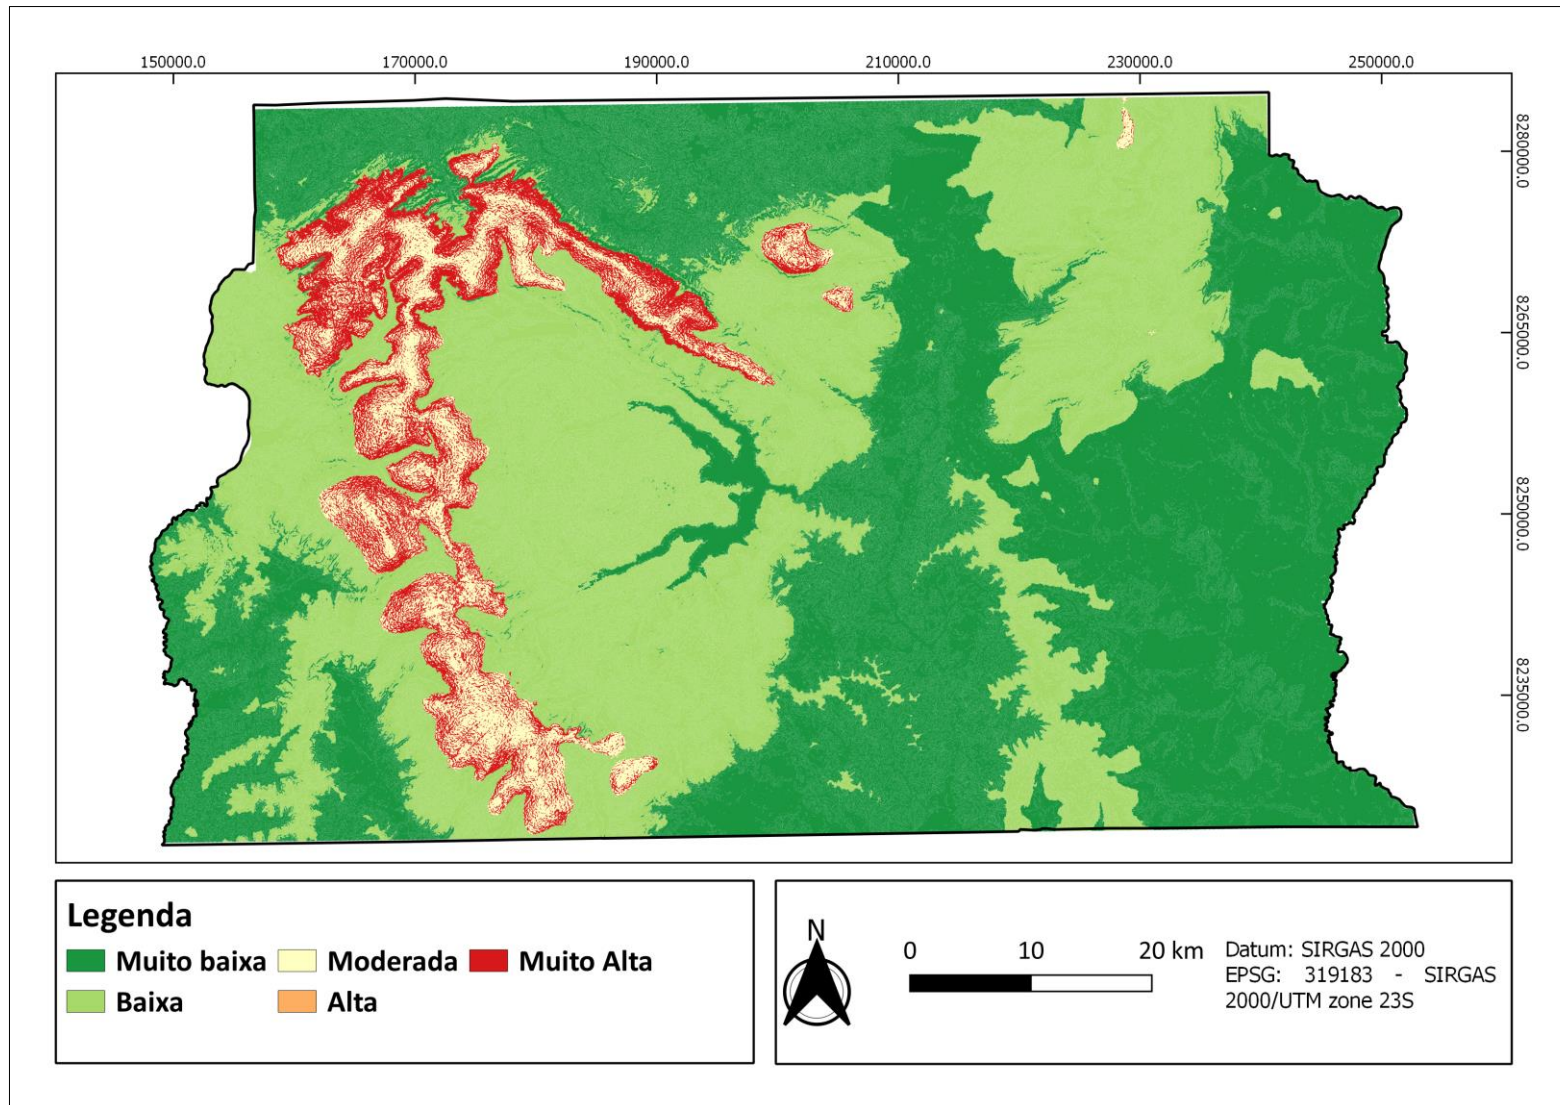 150000.0 170000.0 190000.0 210000.0 230000.0 250000.0
8280000.0
8265000.0
8250000.0
8235000.0
Legenda
Muito baixa Moderada Muito Alta
Baixa Alta
N
0 10 20 km
Datum: SIRGAS 2000
EPSG: 319183 - SIRGAS
2000/UTM zone 23S